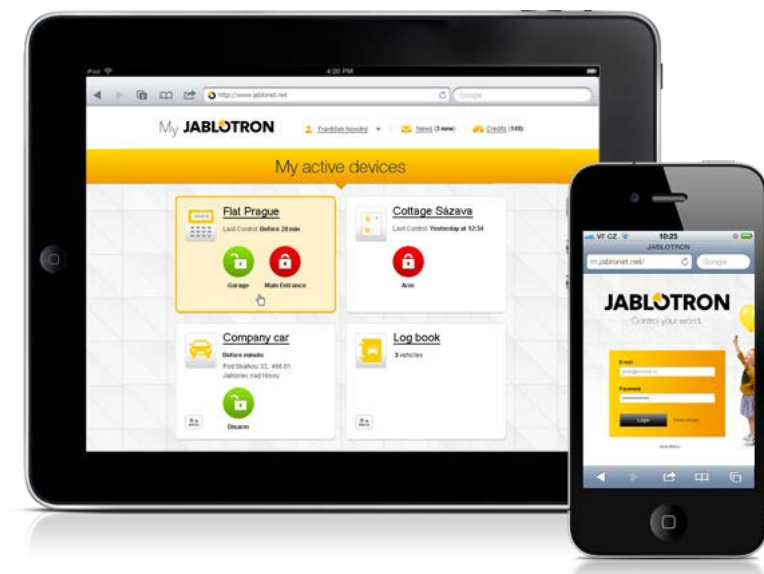 iPad
4:20 PM
http://www.jablonet.net
Google
My JABLOTRON
František Novotný
News (3 new)
Credits (140)
My active devices
Flat Prague
Last Control: Before 20 min
Garage
Main Entrance
Cottage Sázava
Last Control: Yesterday at 12:34
Arm
Company car
Before minute
Pod Skalkou 33, 466 01
Jablonec nad Nisou
Disarm
Log book
3 vehicles
VF CZ
10:25
JABLOTRON
m.jablonet.net/
Google
JABLOTRON
Control your world.
E-mail
Password
Login